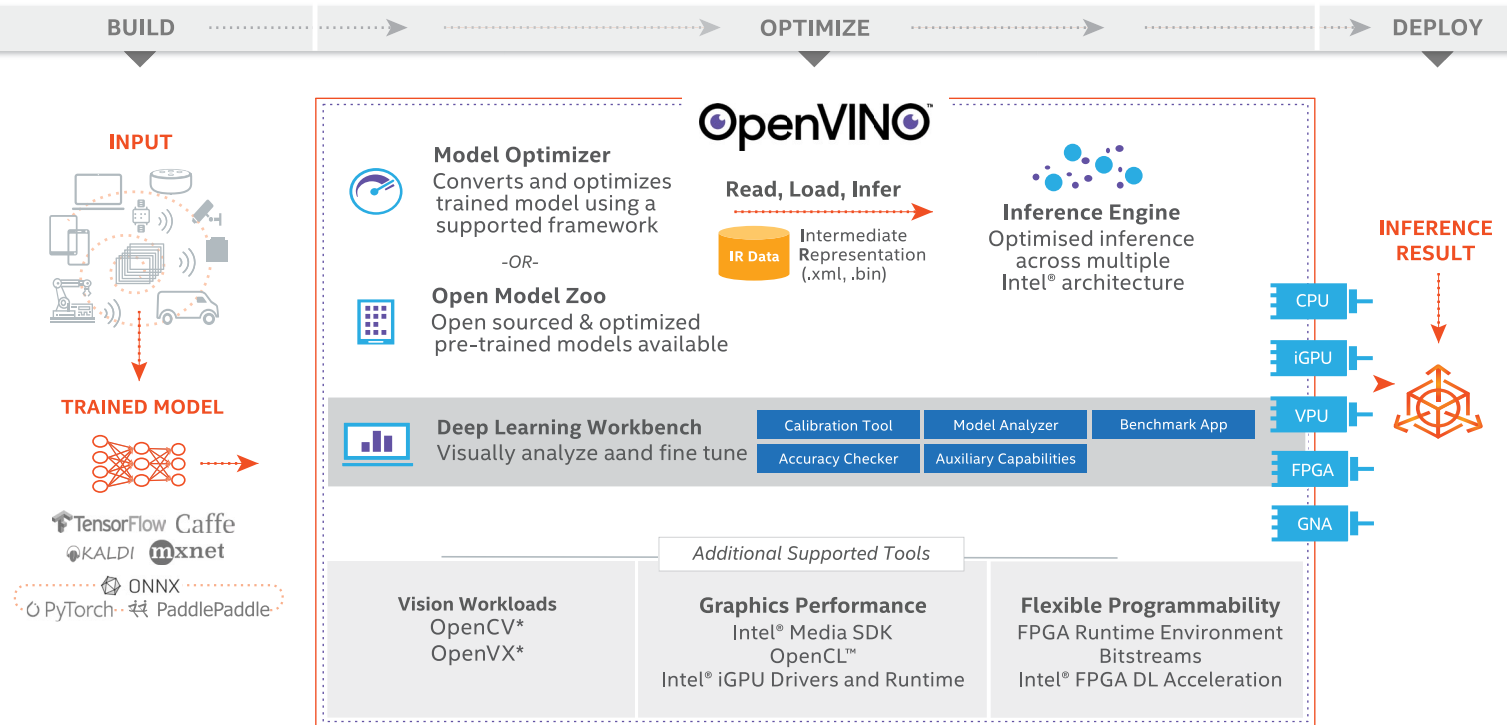 BUILD
OPTIMIZE
DEPLOY
INPUT
TRAINED MODEL
TensorFlow Caffe
KALDI mxnet
ONNX
PyTorch PaddlePaddle
OpenVINO™
Model Optimizer
Converts and optimizes
trained model using a
supported framework
-OR-
Open Model Zoo
Open sourced & optimized
pre-trained models available
Read, Load, Infer
IR Data
Intermediate
Representation
(.xml, .bin)
Inference Engine
Optimised inference
across multiple
Intel® architecture
Deep Learning Workbench
Visually analyze aand fine tune
Calibration Tool
Model Analyzer
Benchmark App
Accuracy Checker
Auxiliary Capabilities
CPU
iGPU
VPU
FPGA
GNA
INFERENCE
RESULT
Additional Supported Tools
Vision Workloads
OpenCV*
OpenVX*
Graphics Performance
Intel® Media SDK
OpenCL™
Intel® iGPU Drivers and Runtime
Flexible Programmability
FPGA Runtime Environment
Bitstreams
Intel® FPGA DL Acceleration